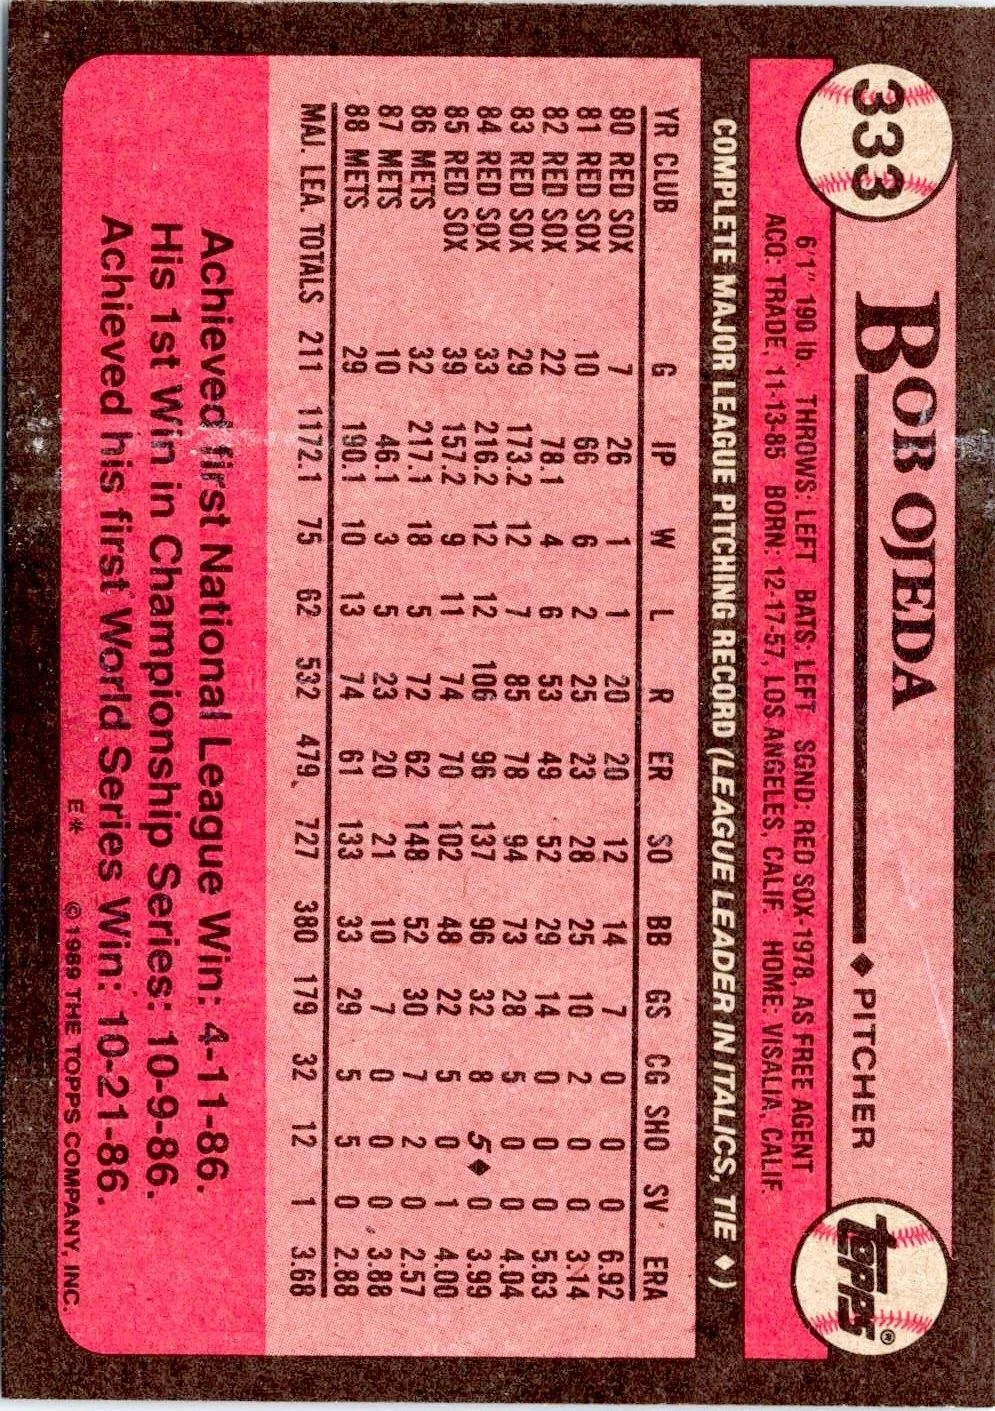 333
BOB OJEDA ♦ PITCHER
TOPPS®
6'1" 190 lb. THROWS: LEFT BATS: LEFT SGND: RED SOX-1978, AS FREE AGENT
ACQ: TRADE, 11-13-85 BORN: 12-17-57, LOS ANGELES, CALIF. HOME: VISALIA, CALIF.
COMPLETE MAJOR LEAGUE PITCHING RECORD (LEAGUE LEADER IN ITALICS, TIE ♦)
YR CLUB G IP W L R ER SO BB GS CG SHO SV ERA
80 RED SOX 7 26 1 1 20 20 12 14 7 0 0 0 6.92
81 RED SOX 10 66 6 2 25 23 28 25 10 2 0 0 3.14
82 RED SOX 22 78.1 4 6 53 49 52 29 14 0 0 0 5.63
83 RED SOX 29 173.2 12 7 85 78 94 73 28 5 0 0 4.04
84 RED SOX 33 216.2 12 12 106 96 137 96 32 8 5♦ 0 3.99
85 RED SOX 39 157.2 9 11 74 70 102 48 22 5 0 1 4.00
86 METS 32 217.1 18 5 72 62 148 52 30 7 2 0 2.57
87 METS 10 46.1 3 5 23 20 21 10 7 0 0 0 3.88
88 METS 29 190.1 10 13 74 61 133 33 29 5 5 0 2.88
MAJ. LEA. TOTALS 211 1172.1 75 62 532 479 727 380 179 32 12 1 3.68
Achieved first National League Win: 4-11-86.
His 1st Win in Championship Series: 10-9-86.
Achieved his first World Series Win: 10-21-86.
E* © 1989 THE TOPPS COMPANY, INC.